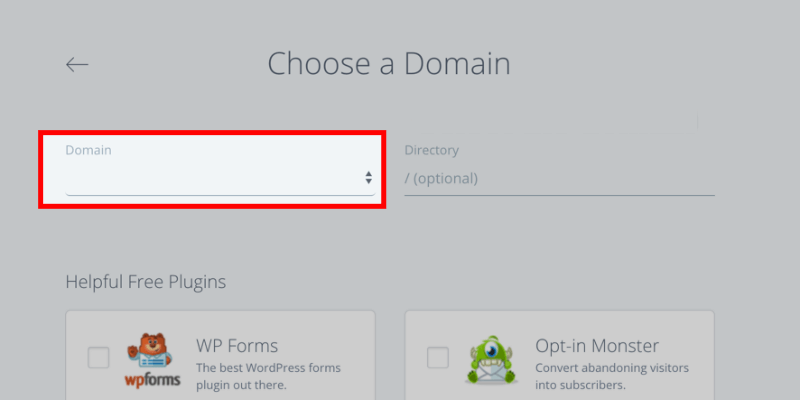 Choose a Domain
Domain
Directory
/ (optional)
Helpful Free Plugins
WP Forms
The best WordPress forms
plugin out there.
wpforms
Opt-in Monster
Convert abandoning visitors
into subscribers.